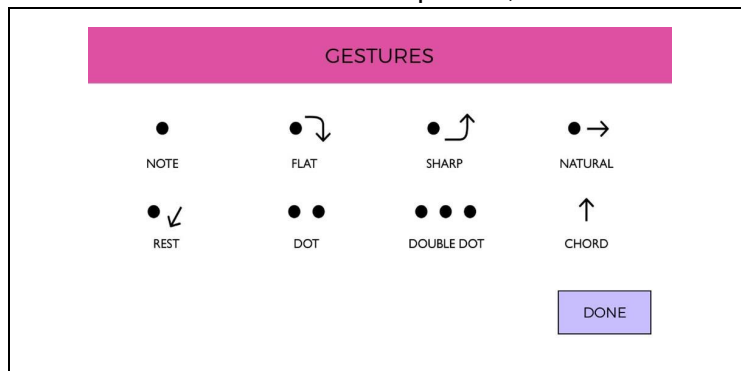 GESTURES
NOTE FLAT SHARP NATURAL
REST DOT DOUBLE DOT CHORD
DONE